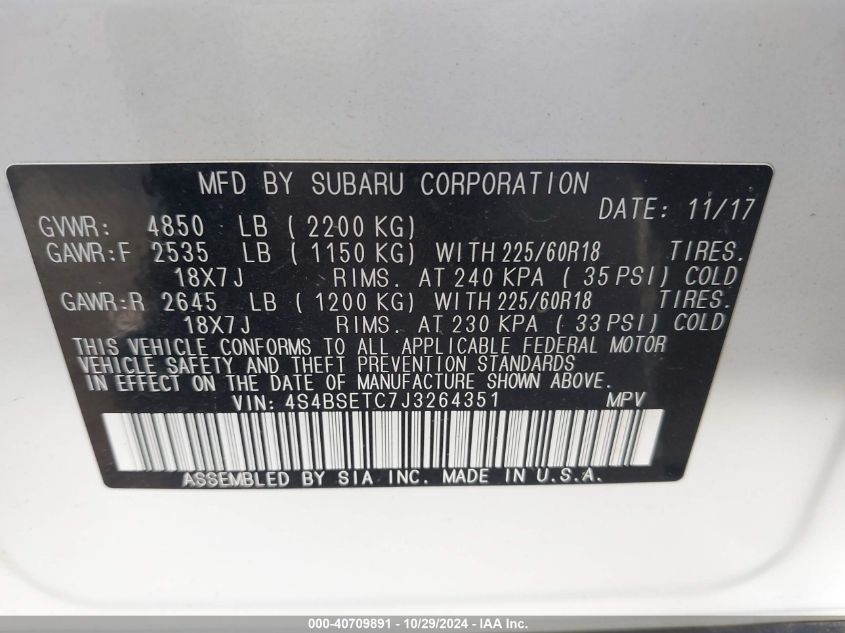 MFD BY SUBARU CORPORATION
DATE: 11/17
GVWR: 4850 LB ( 2200 KG)
GAWR:F 2535 LB ( 1150 KG) WITH 225/60R18 TIRES.
18X7J RIMS. AT 240 KPA ( 35 PSI) COLD
GAWR:R 2645 LB ( 1200 KG) WITH 225/60R18 TIRES.
18X7J RIMS. AT 230 KPA ( 33 PSI) COLD
THIS VEHICLE CONFORMS TO ALL APPLICABLE FEDERAL MOTOR
VEHICLE SAFETY AND THEFT PREVENTION STANDARDS
IN EFFECT ON THE DATE OF MANUFACTURE SHOWN ABOVE.
VIN: 4S4BSETC7J3264351 MPV
ASSEMBLED BY SIA INC. MADE IN U.S.A.
000-40709891 - 10/29/2024 - IAA Inc.